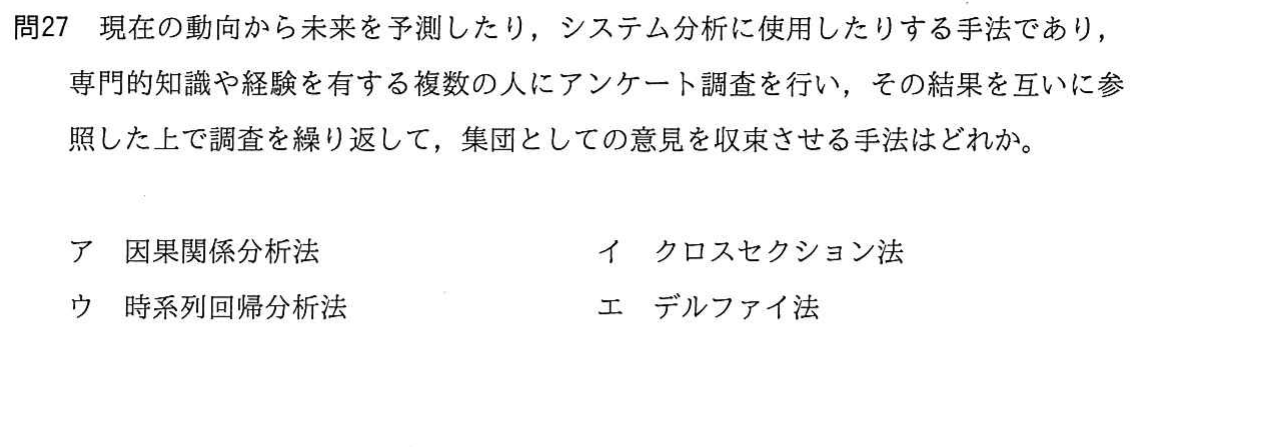 問27　現在の動向から未来を予測したり，システム分析に使用したりする手法であり，
専門的知識や経験を有する複数の人にアンケート調査を行い，その結果を互いに参
照した上で調査を繰り返して，集団としての意見を収束させる手法はどれか。
ア　因果関係分析法　イ　クロスセクション法
ウ　時系列回帰分析法　エ　デルファイ法